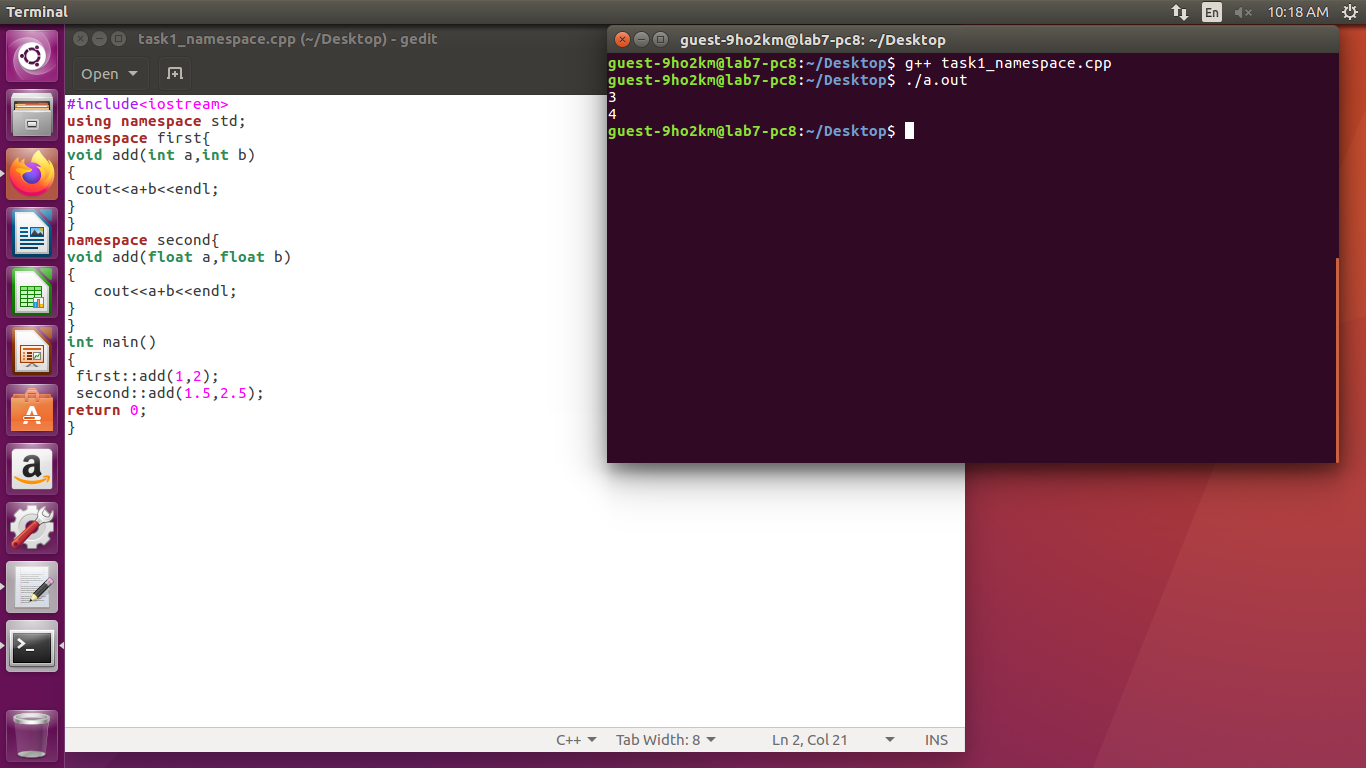 Terminal
En
10:18 AM
task1_namespace.cpp (~/Desktop) - gedit
Open
#include<iostream>
using namespace std;
namespace first{
void add(int a,int b)
{
 cout<<a+b<<endl;
}
}
namespace second{
void add(float a,float b)
{
   cout<<a+b<<endl;
}
}
int main()
{
 first::add(1,2);
 second::add(1.5,2.5);
return 0;
}
C++
Tab Width: 8
Ln 2, Col 21
INS
guest-9ho2km@lab7-pc8: ~/Desktop
guest-9ho2km@lab7-pc8:~/Desktop$ g++ task1_namespace.cpp
guest-9ho2km@lab7-pc8:~/Desktop$ ./a.out
3
4
guest-9ho2km@lab7-pc8:~/Desktop$